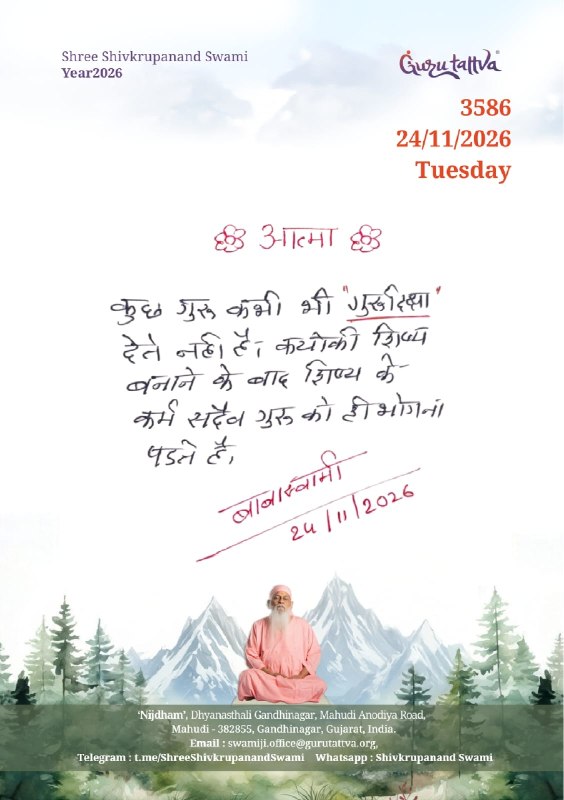 Shree Shivkrupanand Swami
Year2026
Gurutattva
3586
24/11/2026
Tuesday
आत्मा
कुछ गुरू कभी भी "गुरूदिक्षा"
देते नही है, कयोकी शिष्य
बनाने के बाद शिष्य के
कर्म सदैव गुरू को ही भोगना
पडते है,
बाबास्वामी
24/11/2026
'Nijdham', Dhyanasthali Gandhinagar, Mahudi Anodiya Road,
Mahudi - 382855, Gandhinagar, Gujarat, India.
Email : swamiji.office@gurutattva.org,
Telegram : t.me/ShreeShivkrupanandSwami Whatsapp : Shivkrupanand Swami